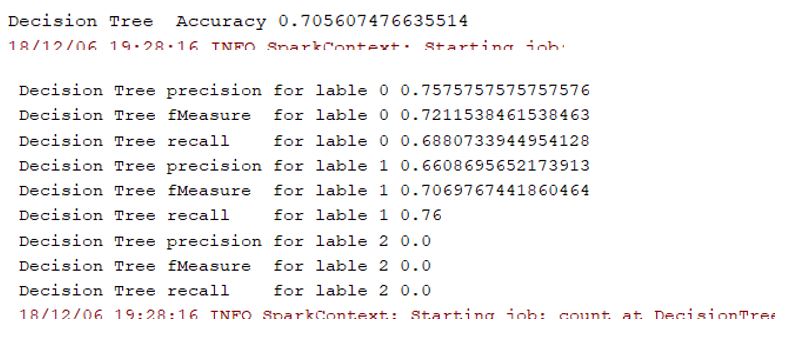 Decision Tree  Accuracy 0.705607476635514
18/12/06 19:28:16 INFO SparkContext: Starting job:
Decision Tree precision for lable 0 0.7575757575757576
Decision Tree fMeasure  for lable 0 0.7211538461538463
Decision Tree recall    for lable 0 0.6880733944954128
Decision Tree precision for lable 1 0.6608695652173913
Decision Tree fMeasure  for lable 1 0.7069767441860464
Decision Tree recall    for lable 1 0.76
Decision Tree precision for lable 2 0.0
Decision Tree fMeasure  for lable 2 0.0
Decision Tree recall    for lable 2 0.0
18/12/06 19:28:16 INFO SparkContext: Starting job: count at DecisionTree